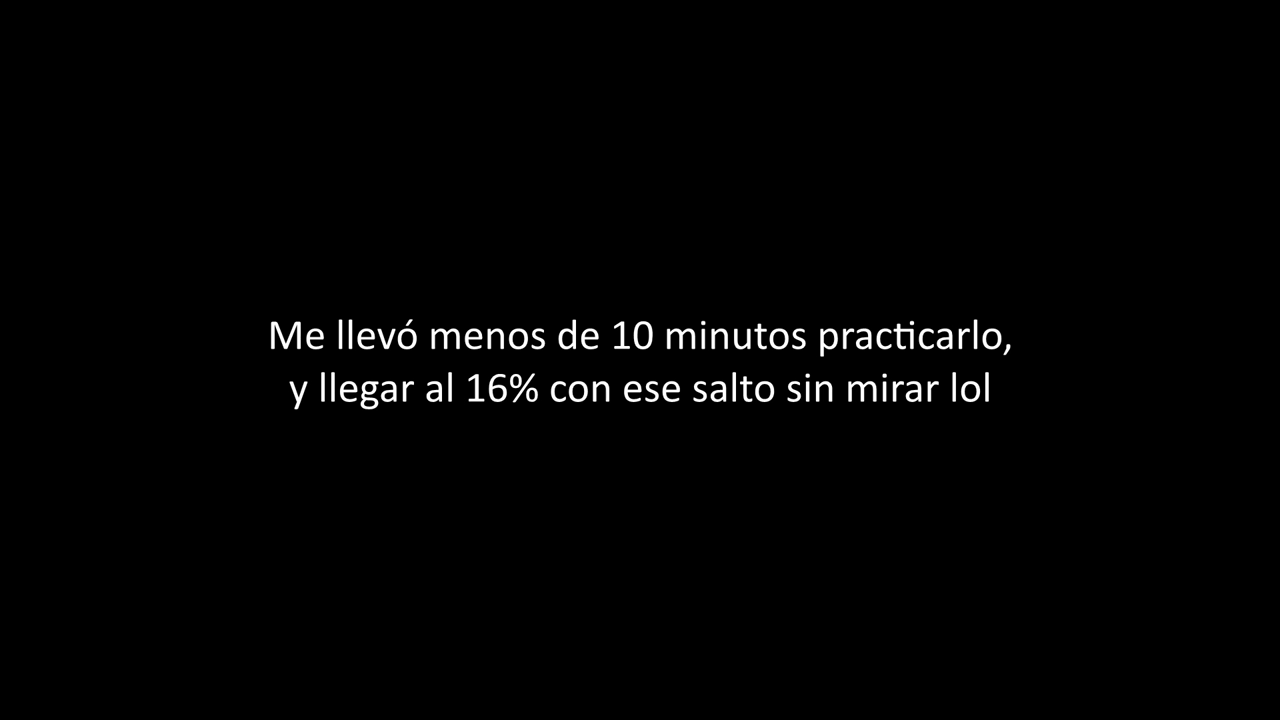 Me llevó menos de 10 minutos practicarlo,
y llegar al 16% con ese salto sin mirar lol